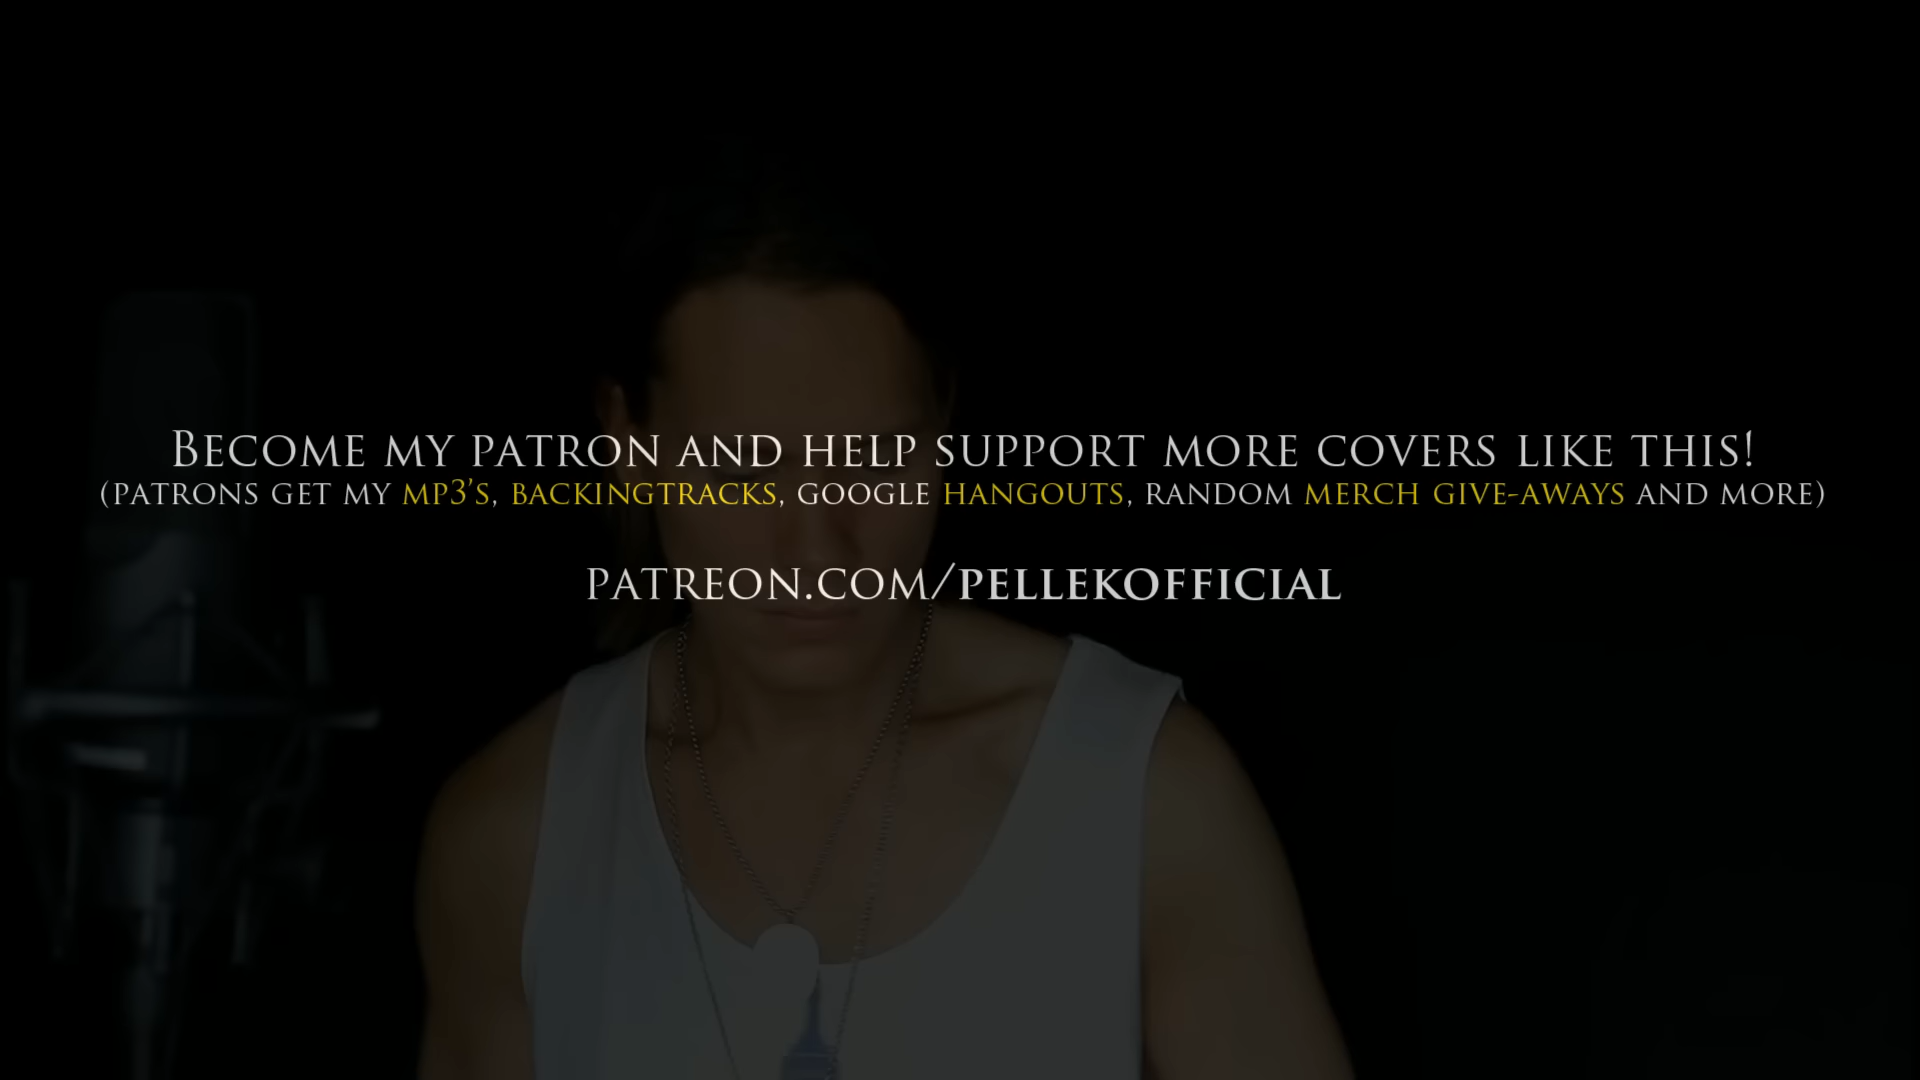 Become my patron and help support more covers like this!
(patrons get my mp3's, backingtracks, google hangouts, random merch give-aways and more)
patreon.com/pellekofficial